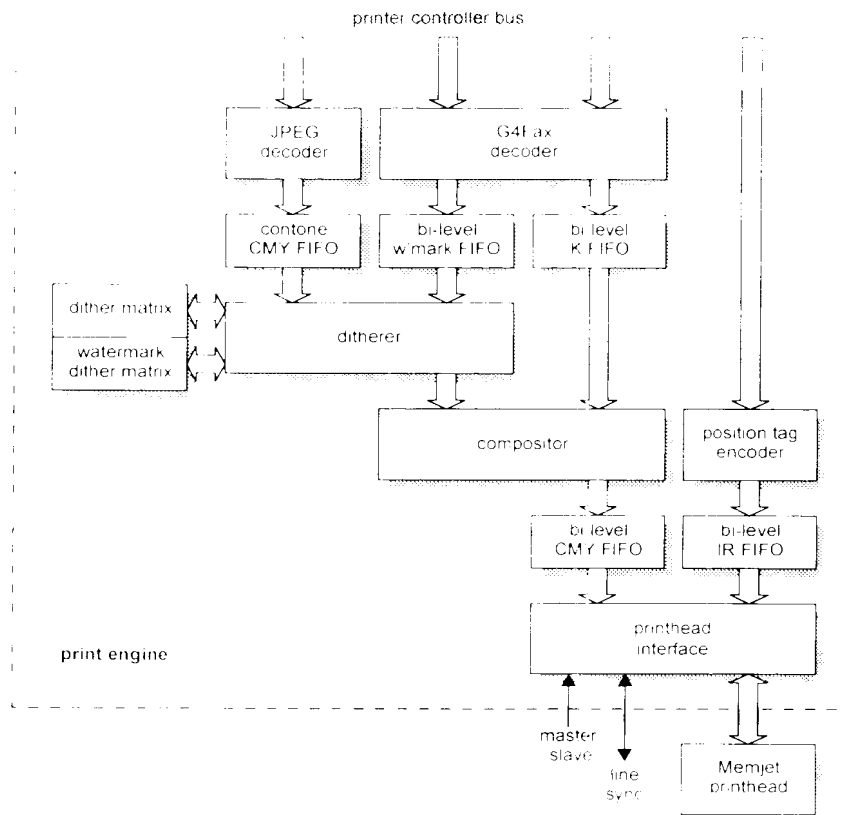 printer controller bus
JPEG
decoder
G4Fax
decoder
contone
CMY FIFO
bi-level
w'mark FIFO
bi level
K FIFO
dither matrix
watermark
dither matrix
ditherer
compositor
position tag
encoder
bi level
CMY FIFO
bi-level
IR FIFO
printhead
interface
print engine
master
slave
fine
sync
Memjet
printhead